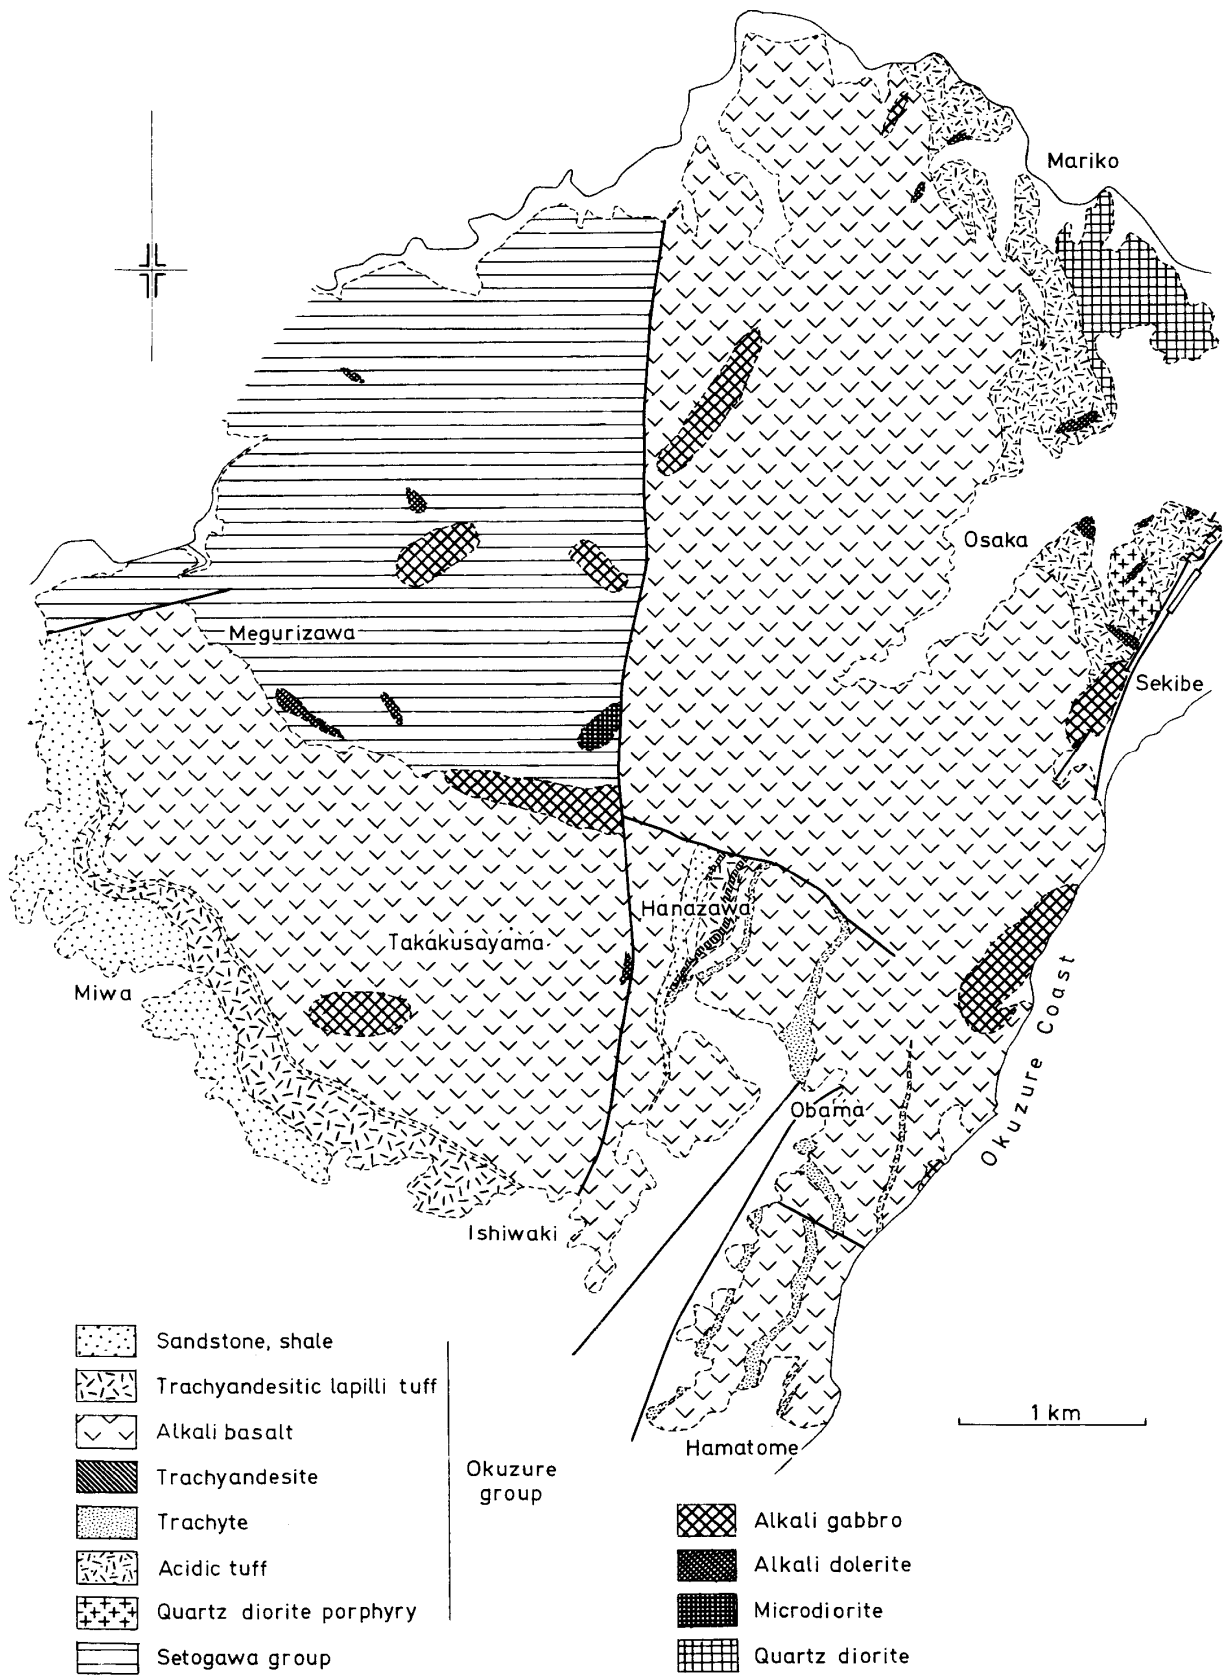 Mariko
Osaka
Megurizawa
Sekibe
Hanazawa
Takakusayama
Miwa
Okuzure Coast
Obama
Ishiwaki
Hamatome
1 km
Sandstone, shale
Trachyandesitic lapilli tuff
Alkali basalt
Trachyandesite
Trachyte
Acidic tuff
Quartz diorite porphyry
Setogawa group
Okuzure
group
Alkali gabbro
Alkali dolerite
Microdiorite
Quartz diorite